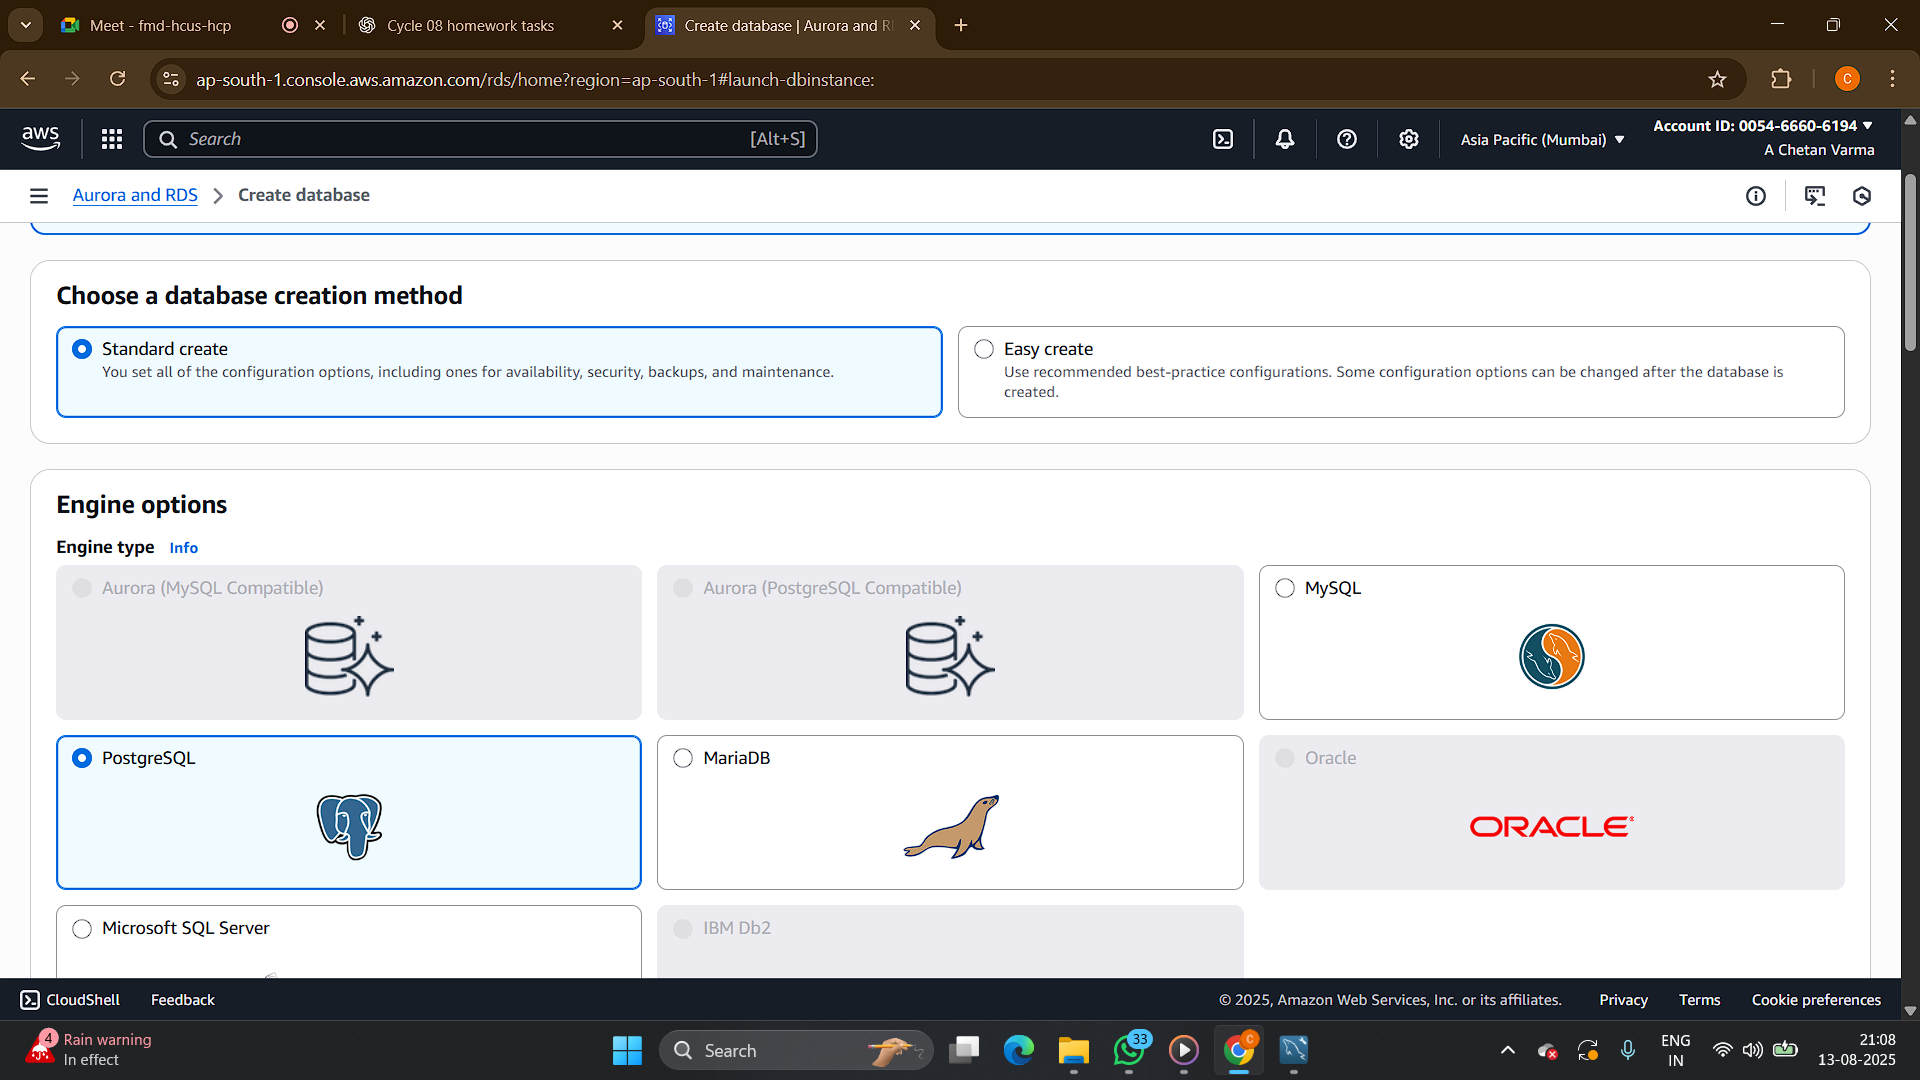 Meet - fmd-hcus-hcp
Cycle 08 homework tasks
Create database | Aurora and R
ap-south-1.console.aws.amazon.com/rds/home?region=ap-south-1#launch-dbinstance:
C
aws
Search
[Alt+S]
Asia Pacific (Mumbai)
Account ID: 0054-6660-6194
A Chetan Varma
Aurora and RDS
Create database
Choose a database creation method
Standard create
You set all of the configuration options, including ones for availability, security, backups, and maintenance.
Easy create
Use recommended best-practice configurations. Some configuration options can be changed after the database is
created.
Engine options
Engine type Info
Aurora (MySQL Compatible)
Aurora (PostgreSQL Compatible)
MySQL
PostgreSQL
MariaDB
Oracle
ORACLE
Microsoft SQL Server
IBM Db2
CloudShell
Feedback
© 2025, Amazon Web Services, Inc. or its affiliates.
Privacy
Terms
Cookie preferences
4
Rain warning
In effect
Search
33
C
ENG
IN
21:08
13-08-2025